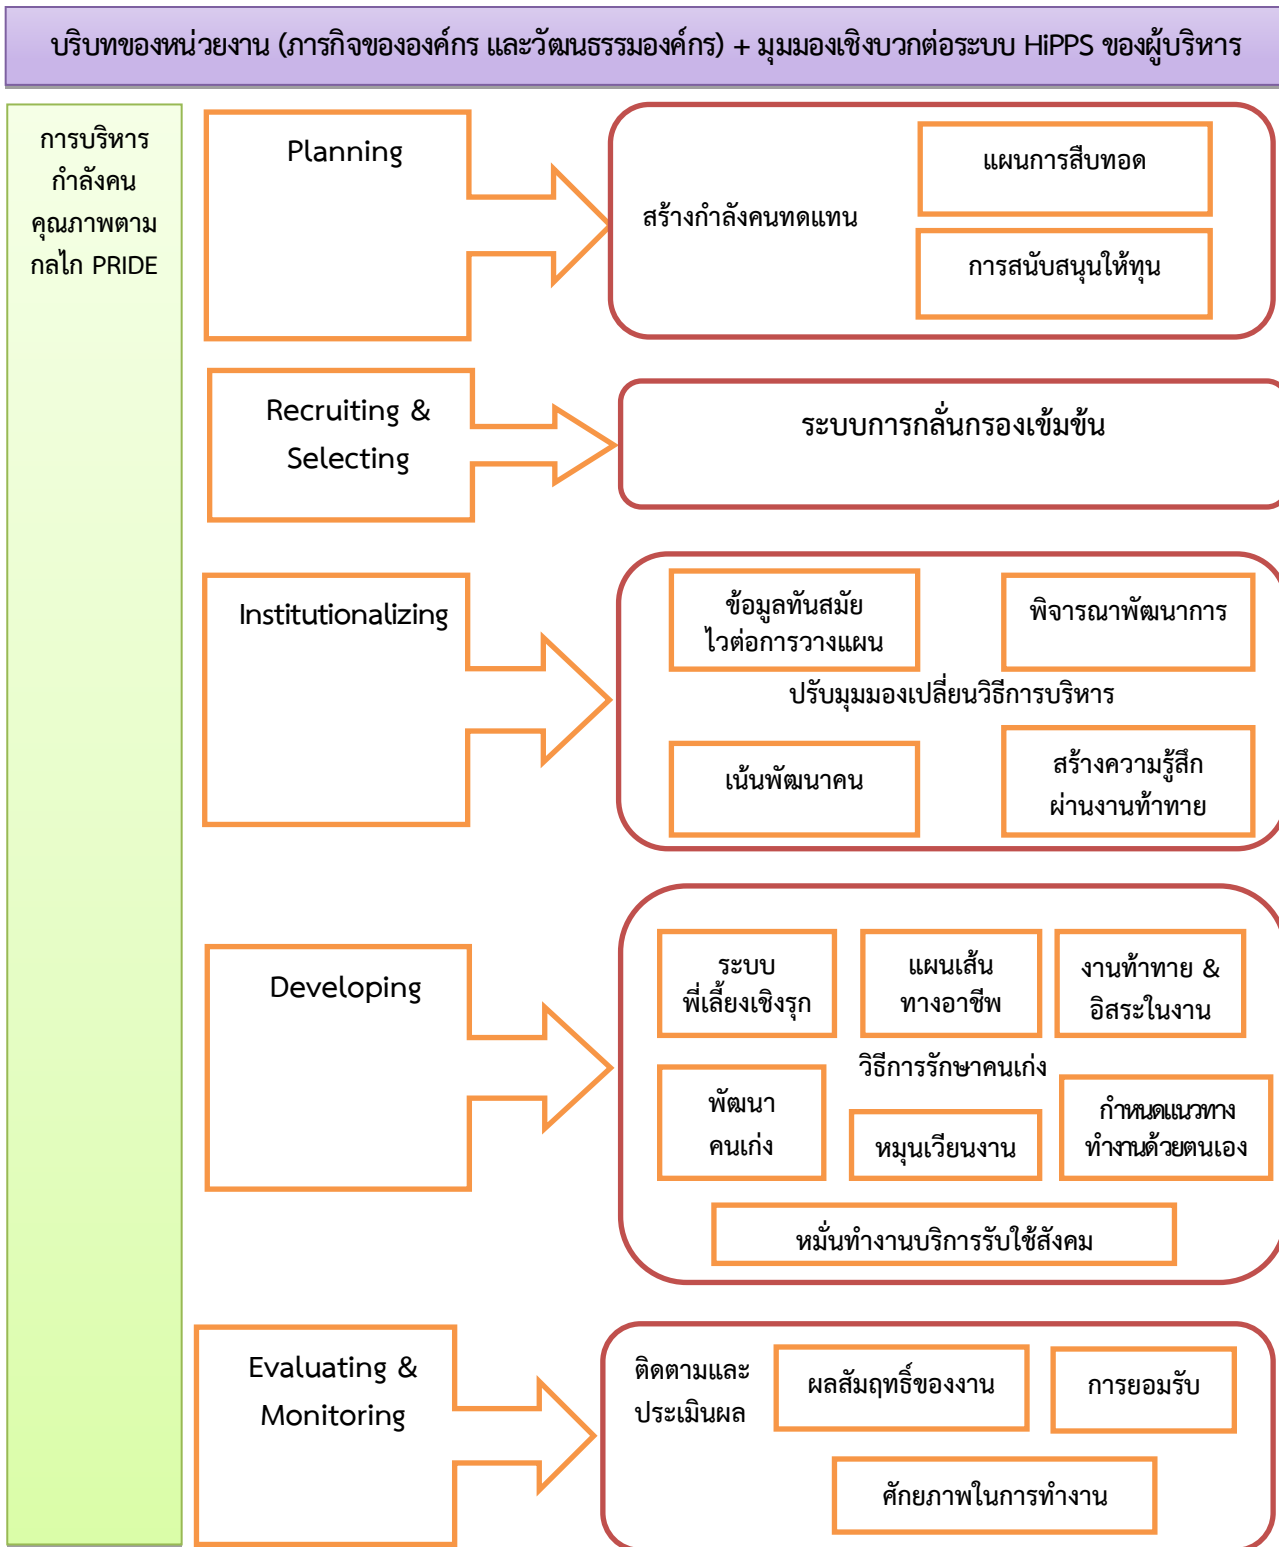 บริบทของหน่วยงาน (ภารกิจขององค์กร และวัฒนธรรมองค์กร) + มุมมองเชิงบวกต่อระบบ HiPPS ของผู้บริหาร
การบริหาร
กำลังคน
คุณภาพตาม
กลไก PRIDE
Planning
สร้างกำลังคนทดแทน
แผนการสืบทอด
การสนับสนุนให้ทุน
Recruiting &
Selecting
ระบบการกลั่นกรองเข้มข้น
Institutionalizing
ข้อมูลทันสมัย
ไวต่อการวางแผน
พิจารณาพัฒนาการ
ปรับมุมมองเปลี่ยนวิธีการบริหาร
เน้นพัฒนาคน
สร้างความรู้สึก
ผ่านงานท้าทาย
Developing
ระบบ
พี่เลี้ยงเชิงรุก
แผนเส้น
ทางอาชีพ
งานท้าทาย &
อิสระในงาน
วิธีการรักษาคนเก่ง
พัฒนา
คนเก่ง
หมุนเวียนงาน
กำหนดแนวทาง
ทำงานด้วยตนเอง
หมั่นทำงานบริการรับใช้สังคม
Evaluating &
Monitoring
ติดตามและ
ประเมินผล
ผลสัมฤทธิ์ของงาน
การยอมรับ
ศักยภาพในการทำงาน